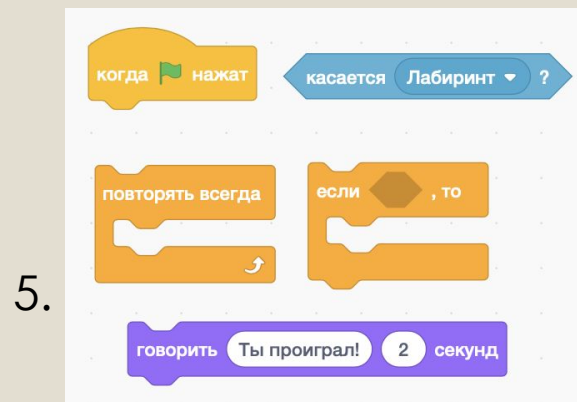 когда нажат
касается Лабиринт ?
повторять всегда
если , то
5.
говорить Ты проиграл! 2 секунд